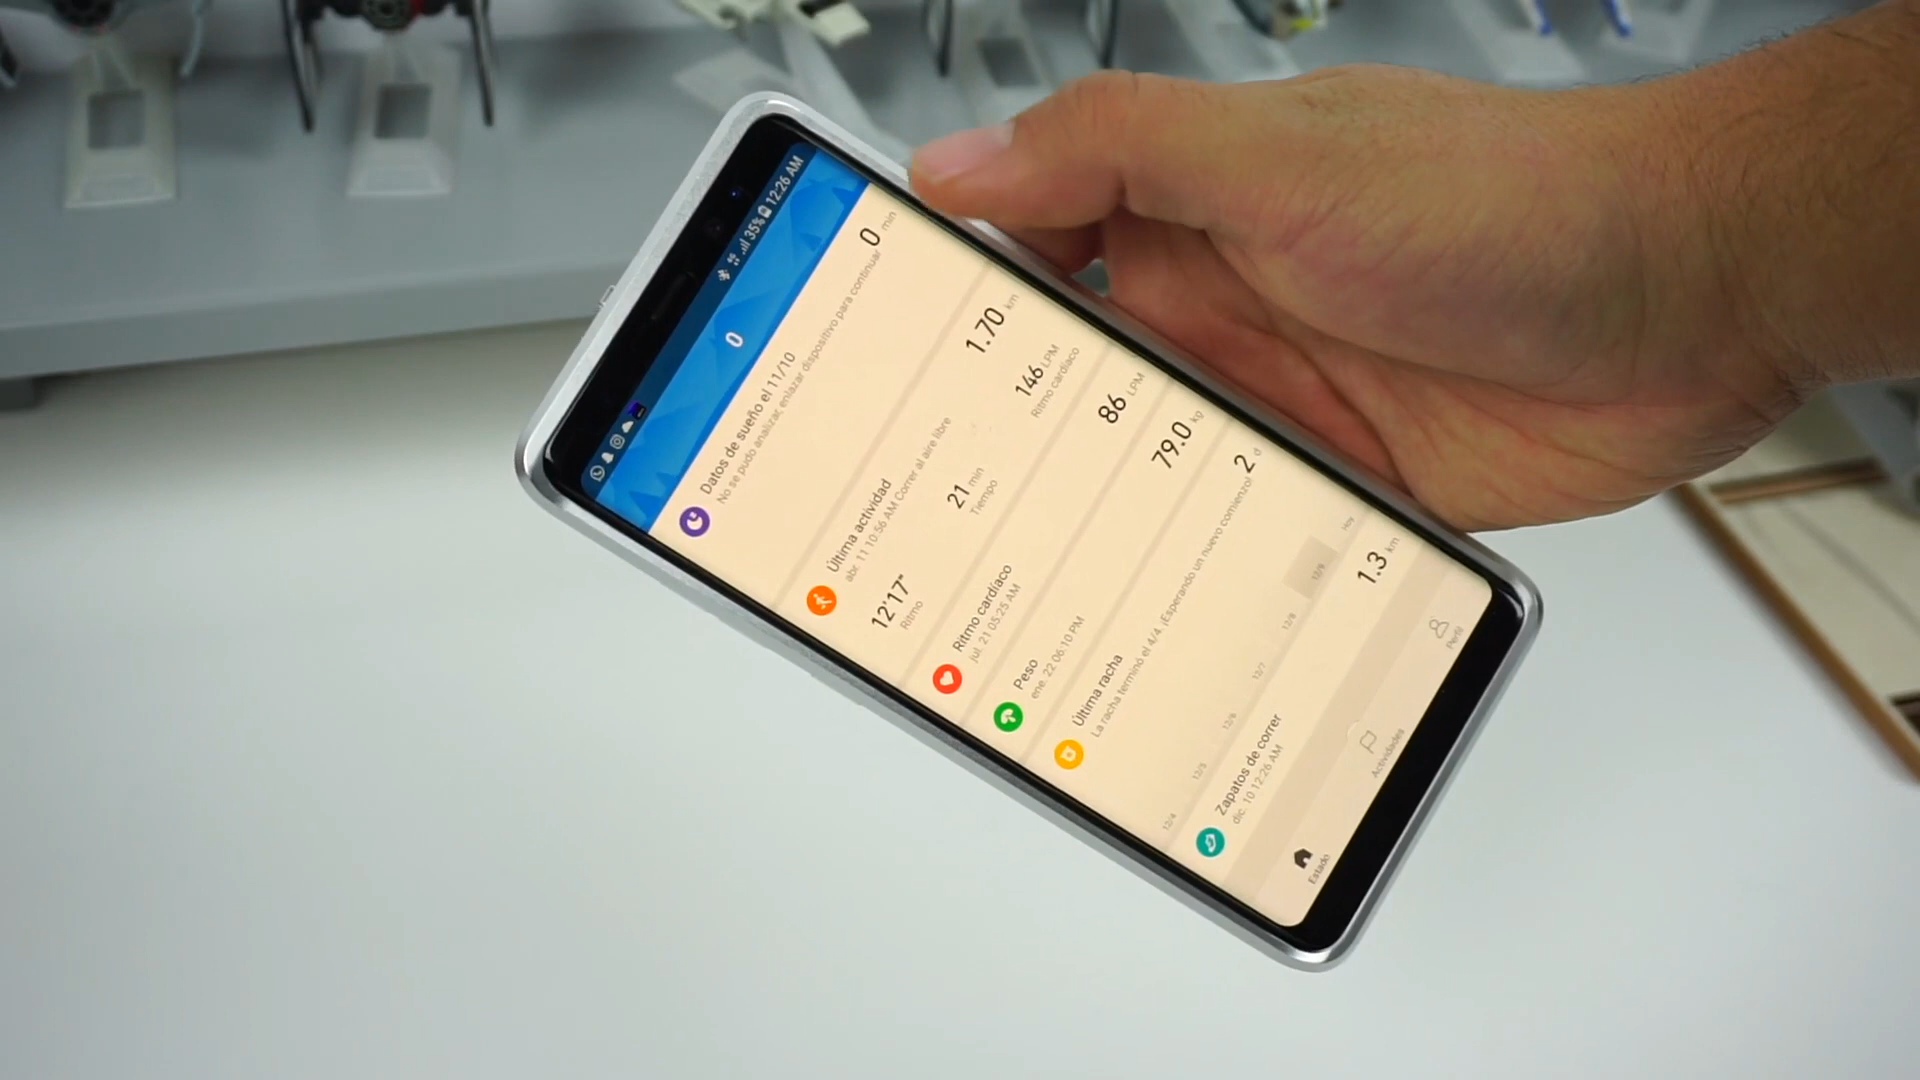 4G 35% 12:26 AM
0
Datos de sueño el 11/10
No se pudo analizar, enlazar dispositivo para continuar
0 min
Última actividad
abr. 11 10:56 AM Correr al aire libre
1.70 km
12'17"
Ritmo
21 min
Tiempo
146 LPM
Ritmo cardíaco
Ritmo cardíaco
jul. 21 05:25 AM
86 LPM
Peso
ene. 22 06:10 PM
79.0 kg
Última racha
La racha terminó el 4/4. ¡Esperando un nuevo comienzo!
2 d
12/4 12/5 12/6 12/7 12/8 12/9 Hoy
Zapatos de correr
dic. 10 12:26 AM
1.3 km
Estado Actividades Perfil